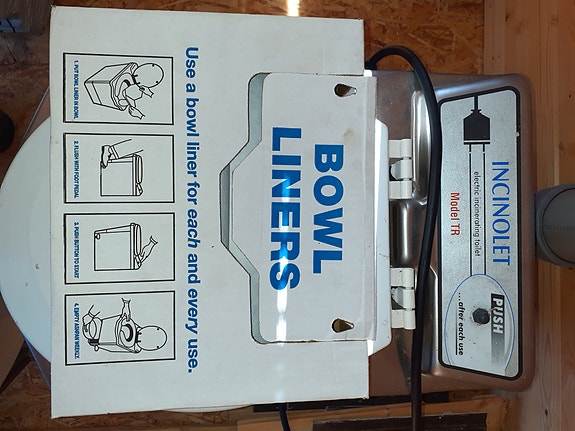 INCINOLET
electric incinerating toilet
Model TR
PUSH
...after each use
BOWL
LINERS
Use a bowl liner for each and every use.
1. PUT BOWL LINER IN BOWL
2. FLUSH WITH FOOT PEDAL
3. PUSH BUTTON TO START
4. EMPTY ASHPAN WEEKLY.